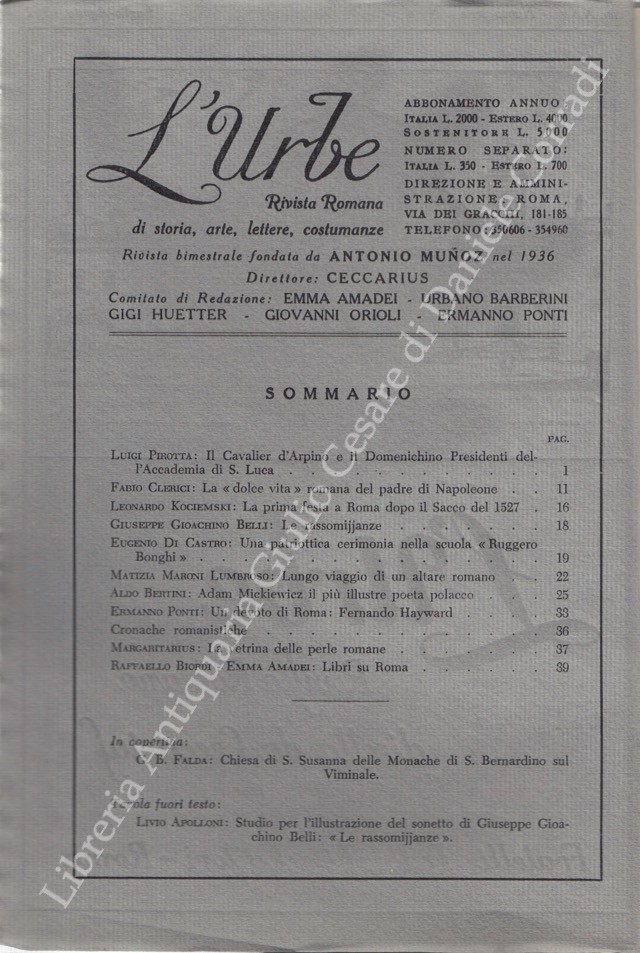 L'Urbe
Rivista Romana
di storia, arte, lettere, costumanze
ABBONAMENTO ANNUO:
ITALIA L. 2000 - ESTERO L. 4000
SOSTENITORE L. 5000
NUMERO SEPARATO:
ITALIA L. 350 - ESTERO L. 700
DIREZIONE E AMMINI-
STRAZIONE: ROMA,
VIA DEI GRACCHI, 181-185
TELEFONO: 350606 - 354960
Rivista bimestrale fondata da ANTONIO MUÑOZ nel 1936
Direttore: CECCARIUS
Comitato di Redazione: EMMA AMADEI - URBANO BARBERINI
GIGI HUETTER - GIOVANNI ORIOLI - ERMANNO PONTI
SOMMARIO
PAG.
LUIGI PIROTTA: Il Cavalier d'Arpino e il Domenichino Presidenti del-
l'Accademia di S. Luca . . . . . . . . . . . 1
FABIO CLERICI: La « dolce vita » romana del padre di Napoleone . . 11
LEONARDO KOCIEMSKI: La prima festa a Roma dopo il Sacco del 1527 . 16
GIUSEPPE GIOACHINO BELLI: Le rassomijjanze . . . . . . 18
EUGENIO DI CASTRO: Una patriottica cerimonia nella scuola « Ruggero
Bonghi » . . . . . . . . . . . . . . 19
MATIZIA MARONI LUMBROSO: Lungo viaggio di un altare romano . . 22
ALDO BERTINI: Adam Mickiewicz il più illustre poeta polacco . . . 25
ERMANNO PONTI: Un devoto di Roma: Fernando Hayward . . . . 33
Cronache romanistiche . . . . . . . . . . . . 36
MARGARITARIUS: La vetrina delle perle romane . . . . . . 37
RAFFAELLO BIORDI - EMMA AMADEI: Libri su Roma . . . . . 39
In copertina:
G. B. FALDA: Chiesa di S. Susanna delle Monache di S. Bernardino sul
Viminale.
Tavola fuori testo:
LIVIO APOLLONI: Studio per l'illustrazione del sonetto di Giuseppe Gioa-
chino Belli: « Le rassomijjanze ».
Libreria Antiquaria Giulio Cesare di Daniele Corradi